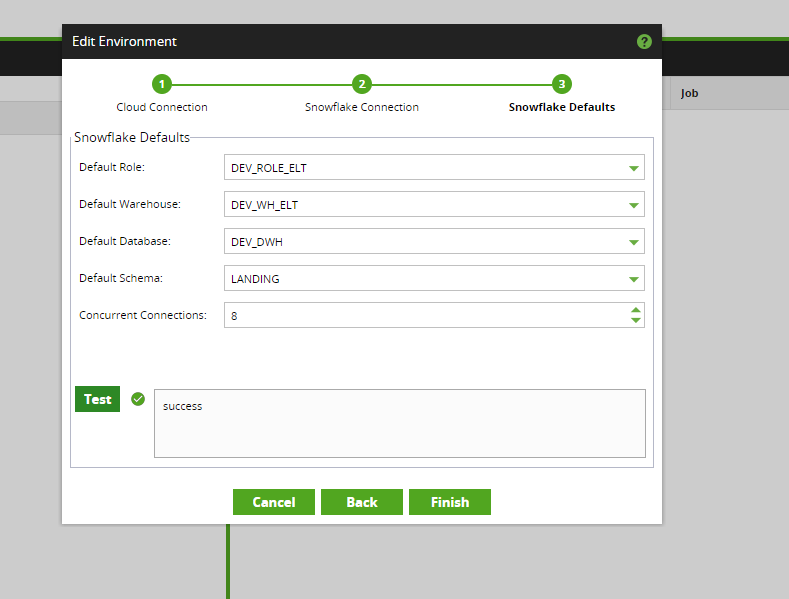 Edit Environment
?
1
2
3
Cloud Connection
Snowflake Connection
Snowflake Defaults
Job
Snowflake Defaults
Default Role:
DEV_ROLE_ELT
Default Warehouse:
DEV_WH_ELT
Default Database:
DEV_DWH
Default Schema:
LANDING
Concurrent Connections:
8
Test
success
Cancel
Back
Finish